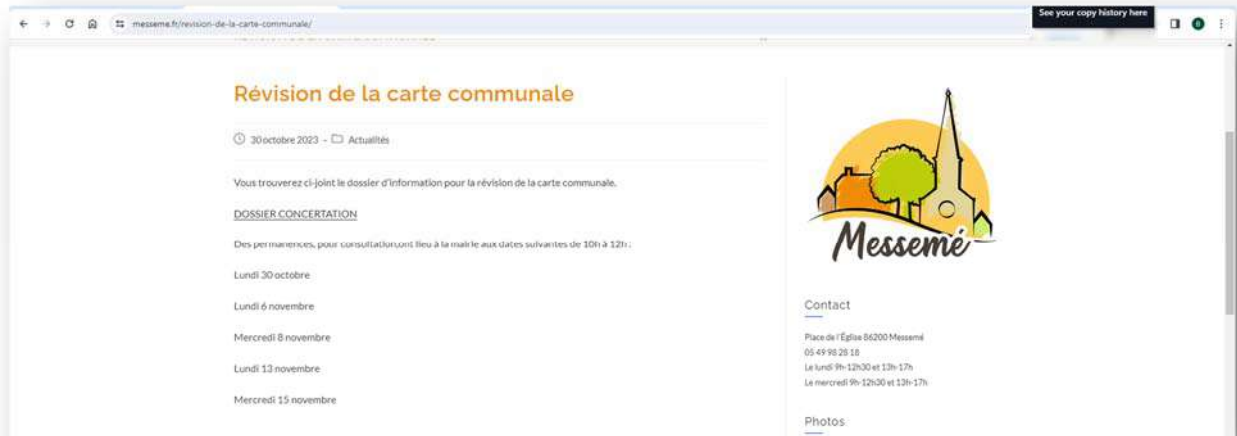 See your copy history here
messeme.fr/revision-de-la-carte-communale/
Révision de la carte communale
30 octobre 2023 - Actualités
Vous trouverez ci-joint le dossier d'information pour la révision de la carte communale.
DOSSIER CONCERTATION
Des permanences, pour consultation,ont lieu à la mairie aux dates suivantes de 10h à 12h :
Lundi 30 octobre
Lundi 6 novembre
Mercredi 8 novembre
Lundi 13 novembre
Mercredi 15 novembre
Messemé
Contact
Place de l'Église 86200 Messemé
05 49 98 28 18
Le lundi 9h-12h30 et 13h-17h
Le mercredi 9h-12h30 et 13h-17h
Photos